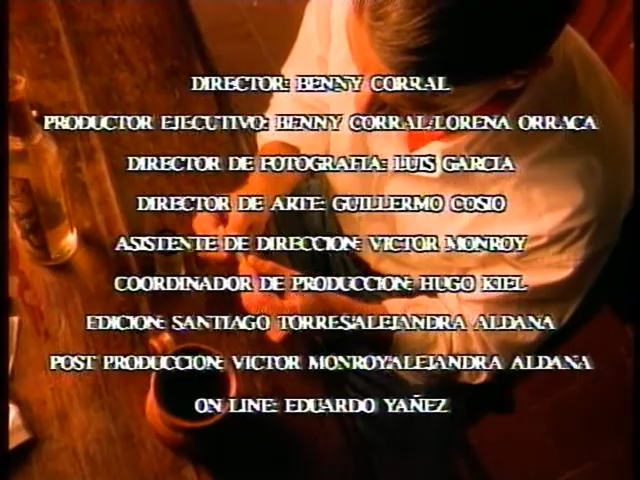 DIRECTOR: BENNY CORRAL
PRODUCTOR EJECUTIVO: BENNY CORRAL/LORENA ORRACA
DIRECTOR DE FOTOGRAFIA: LUIS GARCIA
DIRECTOR DE ARTE: GUILLERMO COSIO
ASISTENTE DE DIRECCION: VICTOR MONROY
COORDINADOR DE PRODUCCION: HUGO KIEL
EDICION: SANTIAGO TORRES/ALEJANDRA ALDANA
POST PRODUCCION: VICTOR MONROY/ALEJANDRA ALDANA
ON LINE: EDUARDO YAÑEZ